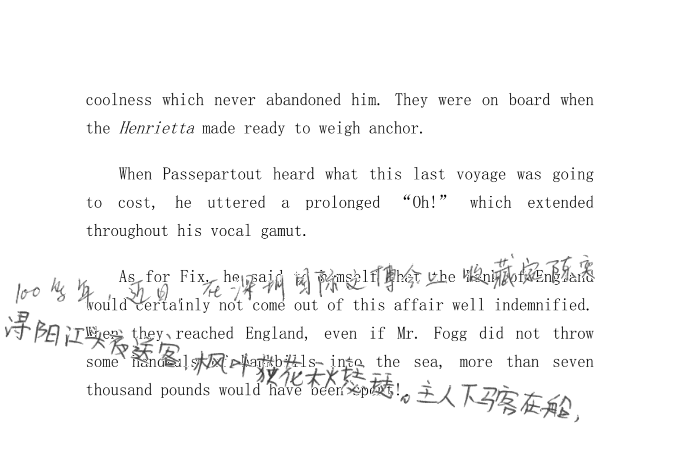 coolness which never abandoned him. They were on board when
the Henrietta made ready to weigh anchor.
When Passepartout heard what this last voyage was going
to cost, he uttered a prolonged “Oh!” which extended
throughout his vocal gamut.
As for Fix, he said to himself that the Bank of England
100多年, 近日, 在深圳国际文博会上 收藏家陈
would certainly not come out of this affair well indemnified.
浔阳江头夜送客, 枫叶荻花秋瑟瑟。主人下马客在船,
When they reached England, even if Mr. Fogg did not throw
some handfuls of bank-bills into the sea, more than seven
thousand pounds would have been spent!